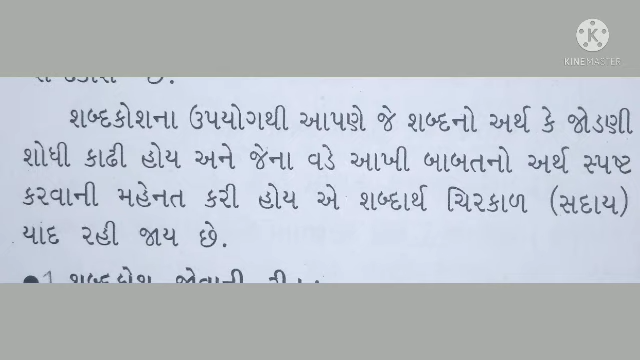 KINEMASTER
શબ્દકોશના ઉપયોગથી આપણે જે શબ્દનો અર્થ કે જોડણી
શોધી કાઢી હોય અને જેના વડે આખી બાબતનો અર્થ સ્પષ્ટ
કરવાની મહેનત કરી હોય એ શબ્દાર્થ ચિરકાળ (સદાય)
યાદ રહી જાય છે.